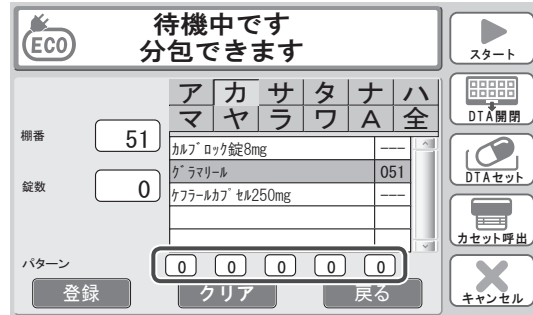 ECO
待機中です
分包できます
スタート
DTA開閉
DTAセット
カセット呼出
キャンセル
ア カ サ タ ナ ハ
マ ヤ ラ ワ A 全
棚番 51
錠数 0
カルブロック錠8mg ---
グラマリール 051
ケフラールカプセル250mg ---
パターン 0 0 0 0 0
登録 クリア 戻る